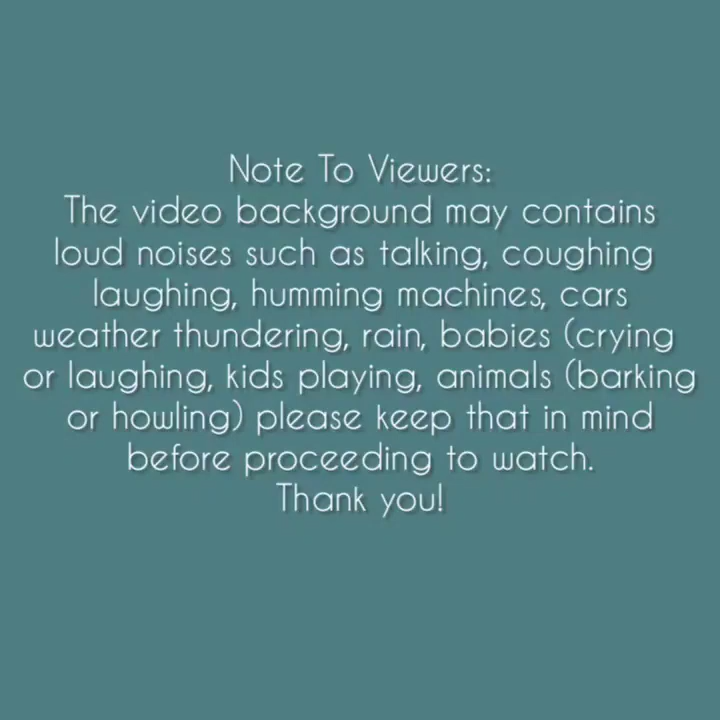 Note To Viewers:
The video background may contains
loud noises such as talking, coughing
laughing, humming machines, cars
weather thundering, rain, babies (crying
or laughing, kids playing, animals (barking
or howling) please keep that in mind
before proceeding to watch.
Thank you!